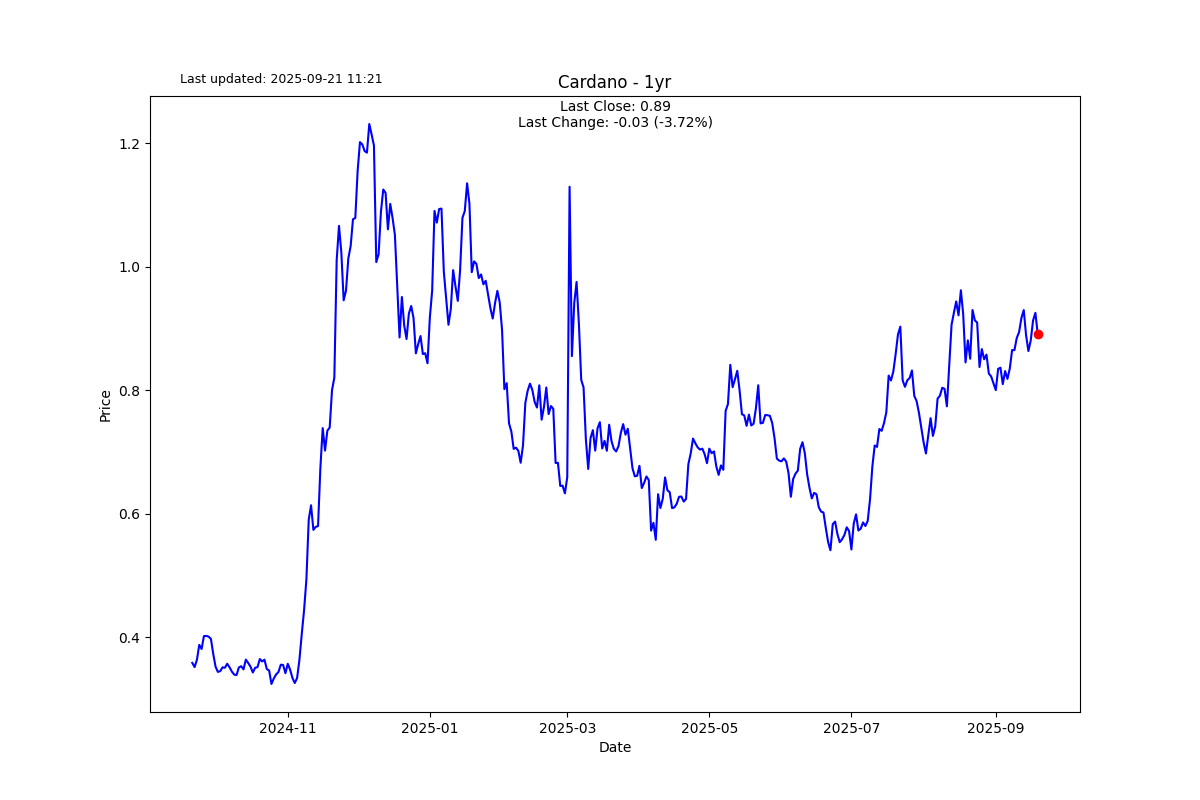 Last updated: 2025-09-21 11:21
Cardano - 1yr
Last Close: 0.89
Last Change: -0.03 (-3.72%)
1.2
1.0
0.8
0.6
0.4
Price
2024-11
2025-01
2025-03
2025-05
2025-07
2025-09
Date